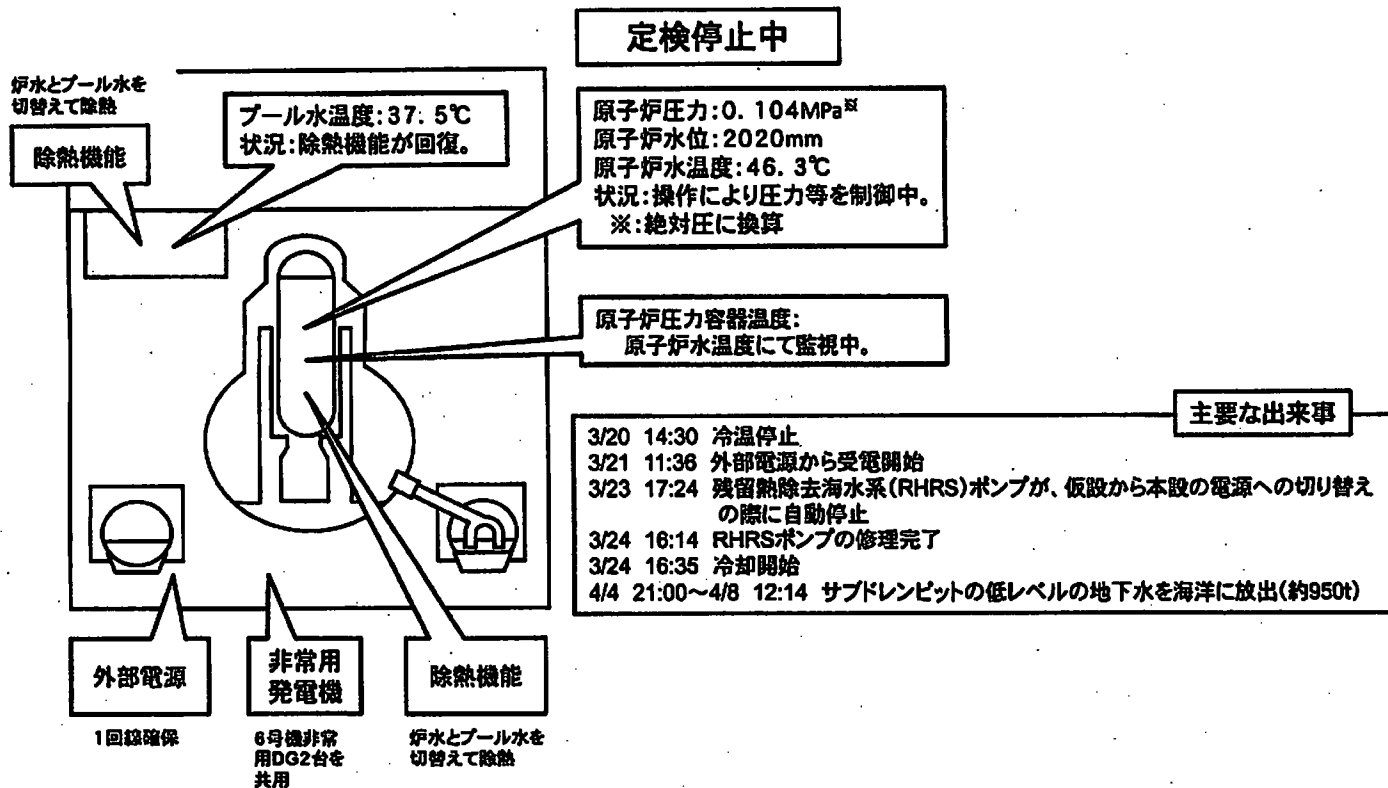 定検停止中
炉水とプール水を
切替えて除熱
除熱機能
プール水温度:37.5℃
状況:除熱機能が回復。
原子炉圧力:0.104MPa※
原子炉水位:2020mm
原子炉水温度:46.3℃
状況:操作により圧力等を制御中。
※:絶対圧に換算
原子炉圧力容器温度:
原子炉水温度にて監視中。
主要な出来事
3/20 14:30 冷温停止
3/21 11:36 外部電源から受電開始
3/23 17:24 残留熱除去海水系(RHRS)ポンプが、仮設から本設の電源への切り替え
の際に自動停止
3/24 16:14 RHRSポンプの修理完了
3/24 16:35 冷却開始
4/4 21:00～4/8 12:14 サブドレンピットの低レベルの地下水を海洋に放出(約950t)
外部電源
1回線確保
非常用
発電機
6号機非常
用DG2台を
共用
除熱機能
炉水とプール水を
切替えて除熱